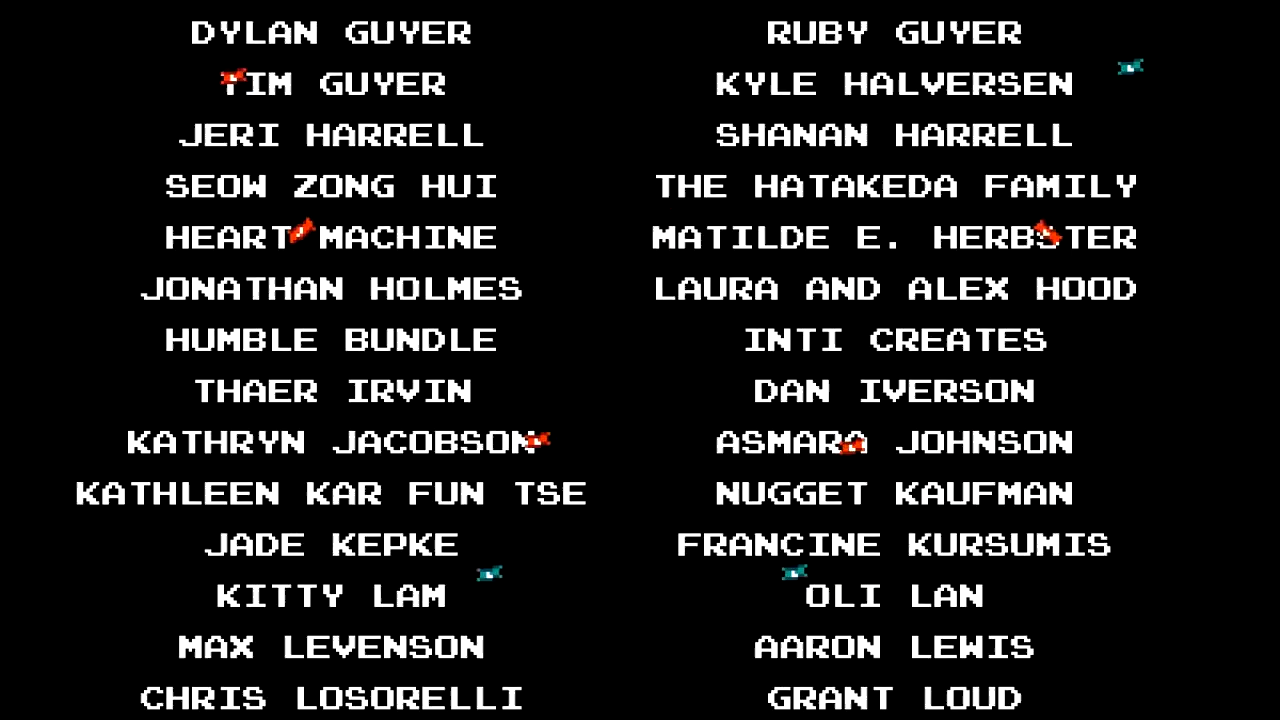 DYLAN GUYER
RUBY GUYER
TIM GUYER
KYLE HALVERSEN
JERI HARRELL
SHANAN HARRELL
SEOW ZONG HUI
THE HATAKEDA FAMILY
HEART MACHINE
MATILDE E. HERBSTER
JONATHAN HOLMES
LAURA AND ALEX HOOD
HUMBLE BUNDLE
INTI CREATES
THAER IRVIN
DAN IVERSON
KATHRYN JACOBSON
ASMARA JOHNSON
KATHLEEN KAR FUN TSE
NUGGET KAUFMAN
JADE KEPKE
FRANCINE KURSUMIS
KITTY LAM
OLI LAN
MAX LEVENSON
AARON LEWIS
CHRIS LOSORELLI
GRANT LOUD